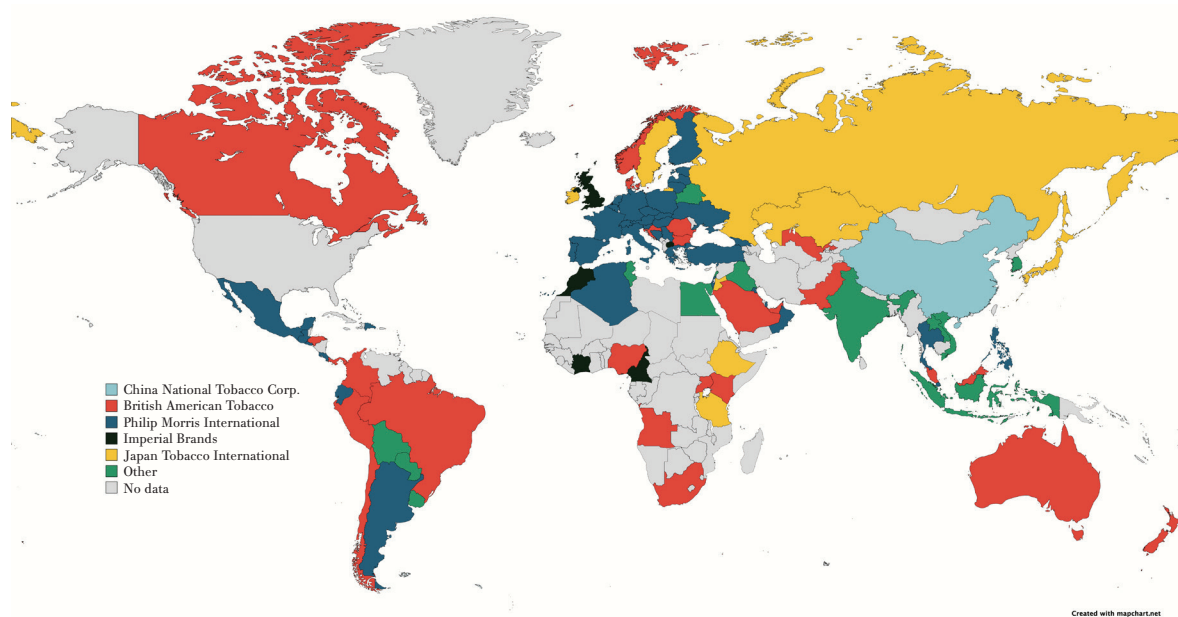 China National Tobacco Corp.
British American Tobacco
Philip Morris International
Imperial Brands
Japan Tobacco International
Other
No data
Created with mapchart.net